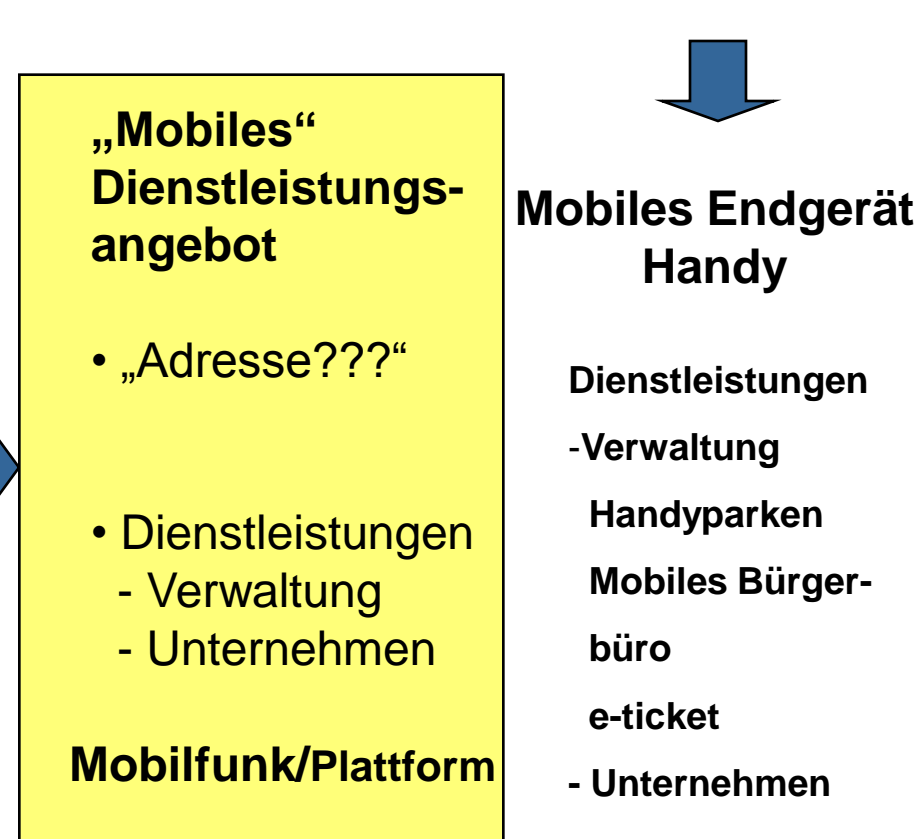 „Mobiles“
Dienstleistungs-
angebot
• „Adresse???“
• Dienstleistungen
- Verwaltung
- Unternehmen
Mobilfunk/Plattform
Mobiles Endgerät
Handy
Dienstleistungen
-Verwaltung
Handyparken
Mobiles Bürger-
büro
e-ticket
- Unternehmen